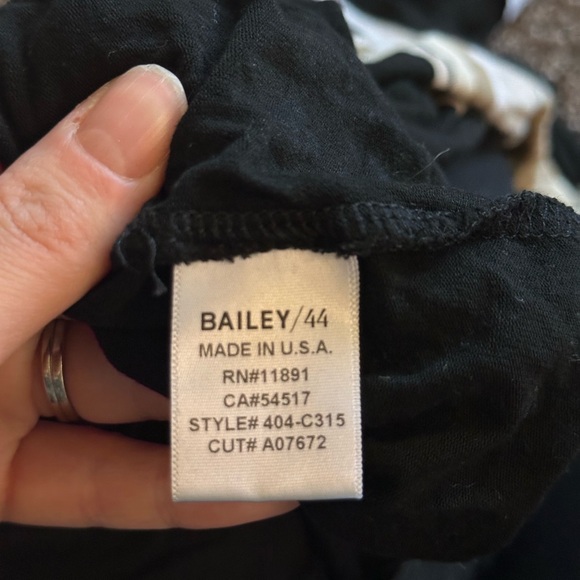 BAILEY/44
MADE IN U.S.A.
RN#11891
CA#54517
STYLE# 404-C315
CUT# A07672